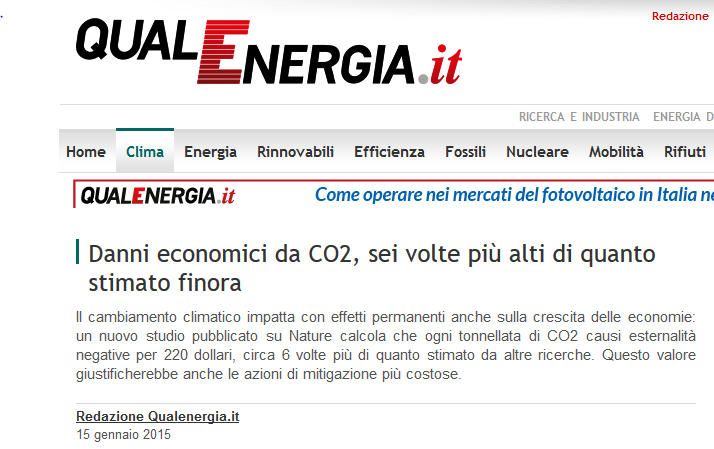 Redazione
QUALENERGIA.it
RICERCA E INDUSTRIA ENERGIA D
Home Clima Energia Rinnovabili Efficienza Fossili Nucleare Mobilità Rifiuti
QUALENERGIA.it Come operare nei mercati del fotovoltaico in Italia ne
Danni economici da CO2, sei volte più alti di quanto
stimato finora
Il cambiamento climatico impatta con effetti permanenti anche sulla crescita delle economie:
un nuovo studio pubblicato su Nature calcola che ogni tonnellata di CO2 causi esternalità
negative per 220 dollari, circa 6 volte più di quanto stimato da altre ricerche. Questo valore
giustificherebbe anche le azioni di mitigazione più costose.
Redazione Qualenergia.it
15 gennaio 2015